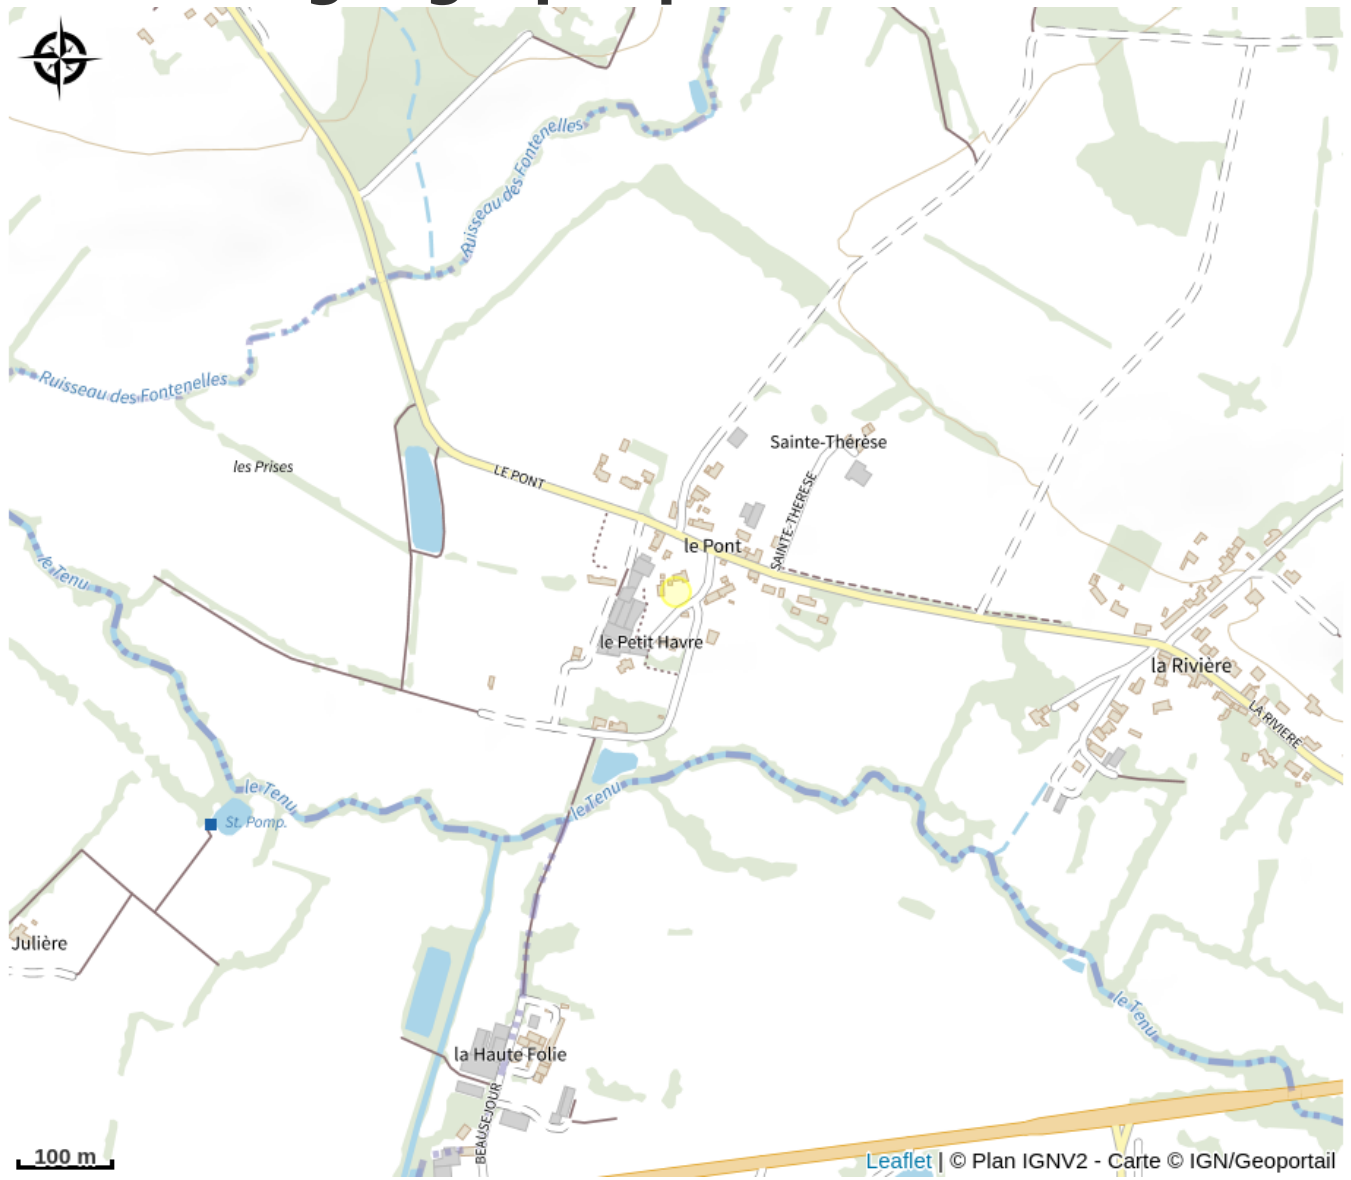 Ruisseau des Fontenelles
Ruisseau des Fontenelles
les Prises
Sainte-Thérèse
LE PONT
SAINTE-THERESE
le Pont
le Tenu
le Petit Havre
la Rivière
LA RIVIERE
le Tenu
le Tenu
St. Pomp.
Julière
le Tenu
la Haute Folie
BEAUSEJOUR
100 m
Leaflet | © Plan IGNV2 - Carte © IGN/Geoportail